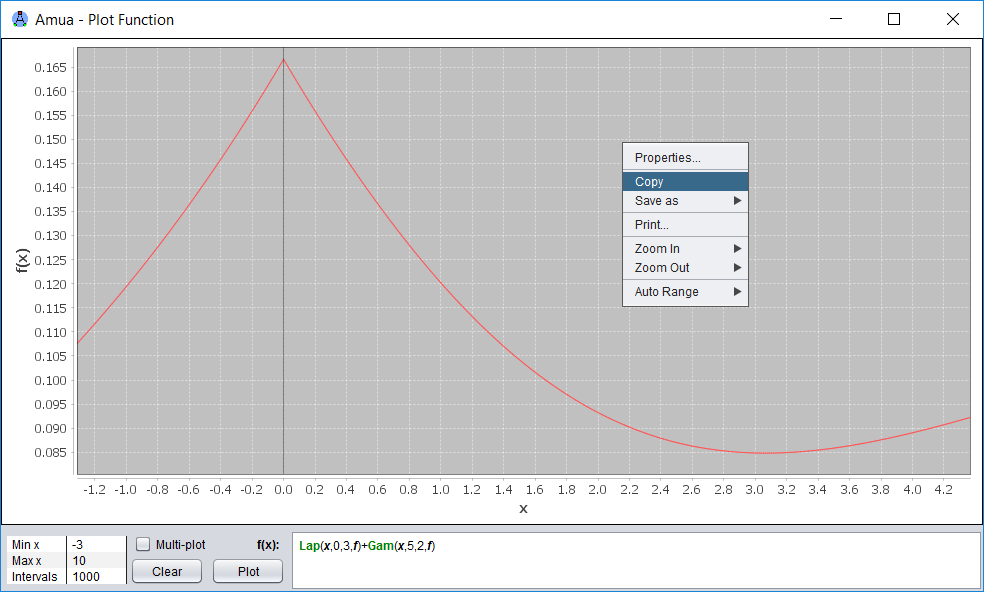 Amua - Plot Function
0.165
0.160
0.155
0.150
0.145
0.140
0.135
0.130
0.125
0.120
0.115
0.110
0.105
0.100
0.095
0.090
0.085
f(x)
Properties...
Copy
Save as
Print...
Zoom In
Zoom Out
Auto Range
-1.2 -1.0 -0.8 -0.6 -0.4 -0.2 0.0 0.2 0.4 0.6 0.8 1.0 1.2 1.4 1.6 1.8 2.0 2.2 2.4 2.6 2.8 3.0 3.2 3.4 3.6 3.8 4.0 4.2
x
Min x -3
Max x 10
Intervals 1000
Multi-plot
f(x):
Clear
Plot
Lap(x,0,3,f)+Gam(x,5,2,f)